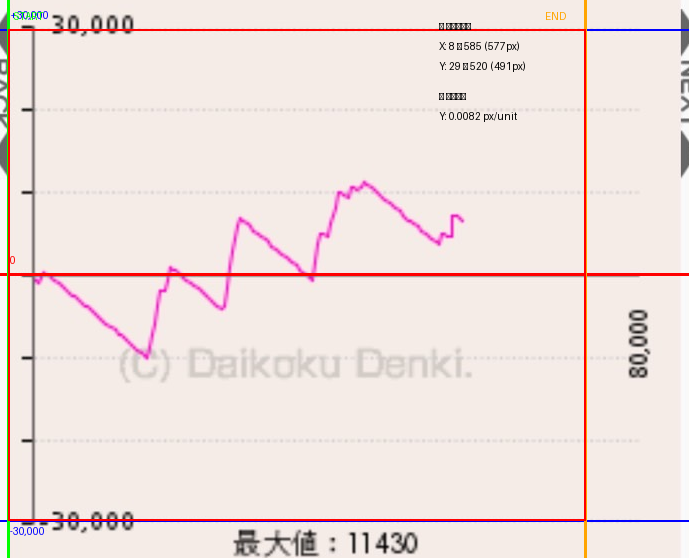 +30,000
30,000
END
X: 8 585 (577px)
Y: 29 520 (491px)
Y: 0.0082 px/unit
NEXT
BACK
0
80,000
(C) Daikoku Denki.
-30,000
-30,000
最大値：11430